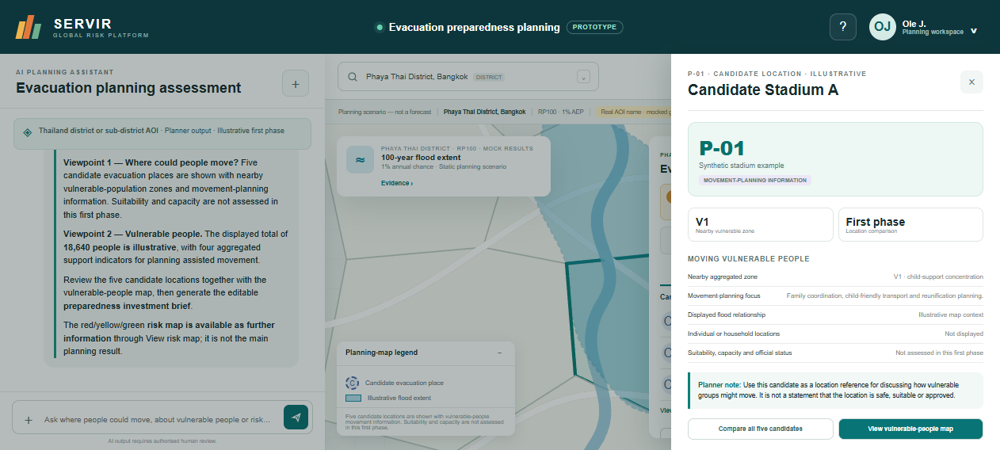 SERVIR
GLOBAL RISK PLATFORM
Evacuation preparedness planning PROTOTYPE
?
OJ
Ole J.
Planning workspace
AI PLANNING ASSISTANT
Evacuation planning assessment
+
Thailand district or sub-district AOI · Planner output · Illustrative first phase
Viewpoint 1 — Where could people move? Five
candidate evacuation places are shown with nearby
vulnerable-population zones and movement-planning
information. Suitability and capacity are not assessed in
this first phase.
Viewpoint 2 — Vulnerable people. The displayed total of
18,640 people is illustrative, with four aggregated
support indicators for planning assisted movement.
Review the five candidate locations together with the
vulnerable-people map, then generate the editable
preparedness investment brief.
The red/yellow/green risk map is available as further
information through View risk map; it is not the main
planning result.
+ Ask where people could move, about vulnerable people or risk...
AI output requires authorised human review.
Phaya Thai District, Bangkok DISTRICT
Planning scenario — not a forecast | Phaya Thai District, Bangkok | RP100 · 1% AEP | Real AOI name · mocked
PHAYA THAI DISTRICT · RP100 · MOCK RESULTS
100-year flood extent
1% annual chance · Static planning scenario
Evidence ›
Planning-map legend −
C Candidate evacuation place
Illustrative flood extent
Five candidate locations are shown with vulnerable-people
movement information. Suitability and capacity are not assessed
in this first phase.
P-01 · CANDIDATE LOCATION · ILLUSTRATIVE
Candidate Stadium A
×
P-01
Synthetic stadium example
MOVEMENT-PLANNING INFORMATION
V1
Nearby vulnerable zone
First phase
Location comparison
MOVING VULNERABLE PEOPLE
Nearby aggregated zone V1 · child-support concentration
Movement-planning focus Family coordination, child-friendly transport and reunification planning.
Displayed flood relationship Illustrative map context
Individual or household locations Not displayed
Suitability, capacity and official status Not assessed in this first phase
Planner note: Use this candidate as a location reference for discussing how vulnerable
groups might move. It is not a statement that the location is safe, suitable or approved.
Compare all five candidates
View vulnerable-people map